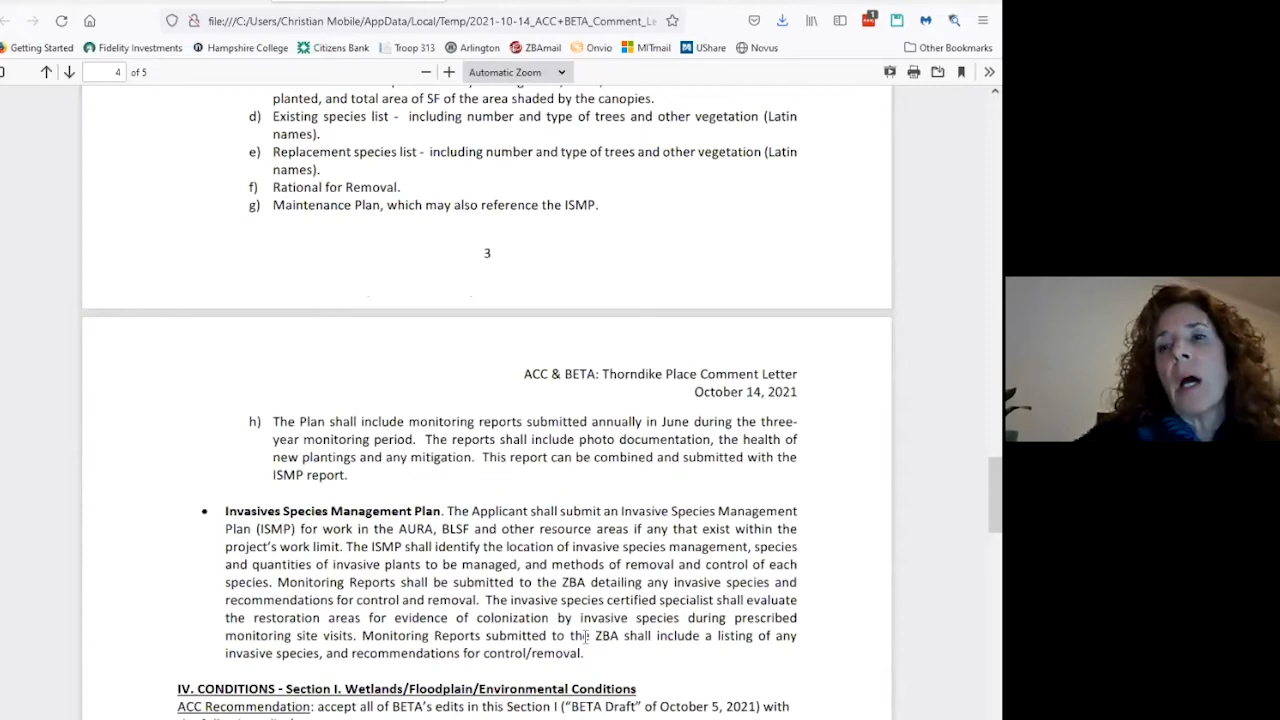 file:///C:/Users/Christian Mobile/AppData/Local/Temp/2021-10-14_ACC+BETA_Comment_Le
Getting Started Fidelity Investments Hampshire College Citizens Bank Troop 313 Arlington ZBAmail Onvio MITmail UShare Novus Other Bookmarks
4 of 5 Automatic Zoom
planted, and total area of SF of the area shaded by the canopies.
d) Existing species list - including number and type of trees and other vegetation (Latin
names).
e) Replacement species list - including number and type of trees and other vegetation (Latin
names).
f) Rational for Removal.
g) Maintenance Plan, which may also reference the ISMP.
3
ACC & BETA: Thorndike Place Comment Letter
October 14, 2021
h) The Plan shall include monitoring reports submitted annually in June during the three-
year monitoring period. The reports shall include photo documentation, the health of
new plantings and any mitigation. This report can be combined and submitted with the
ISMP report.
• Invasives Species Management Plan. The Applicant shall submit an Invasive Species Management
Plan (ISMP) for work in the AURA, BLSF and other resource areas if any that exist within the
project's work limit. The ISMP shall identify the location of invasive species management, species
and quantities of invasive plants to be managed, and methods of removal and control of each
species. Monitoring Reports shall be submitted to the ZBA detailing any invasive species and
recommendations for control and removal. The invasive species certified specialist shall evaluate
the restoration areas for evidence of colonization by invasive species during prescribed
monitoring site visits. Monitoring Reports submitted to the ZBA shall include a listing of any
invasive species, and recommendations for control/removal.
IV. CONDITIONS - Section I. Wetlands/Floodplain/Environmental Conditions
ACC Recommendation: accept all of BETA's edits in this Section I ("BETA Draft" of October 5, 2021) with